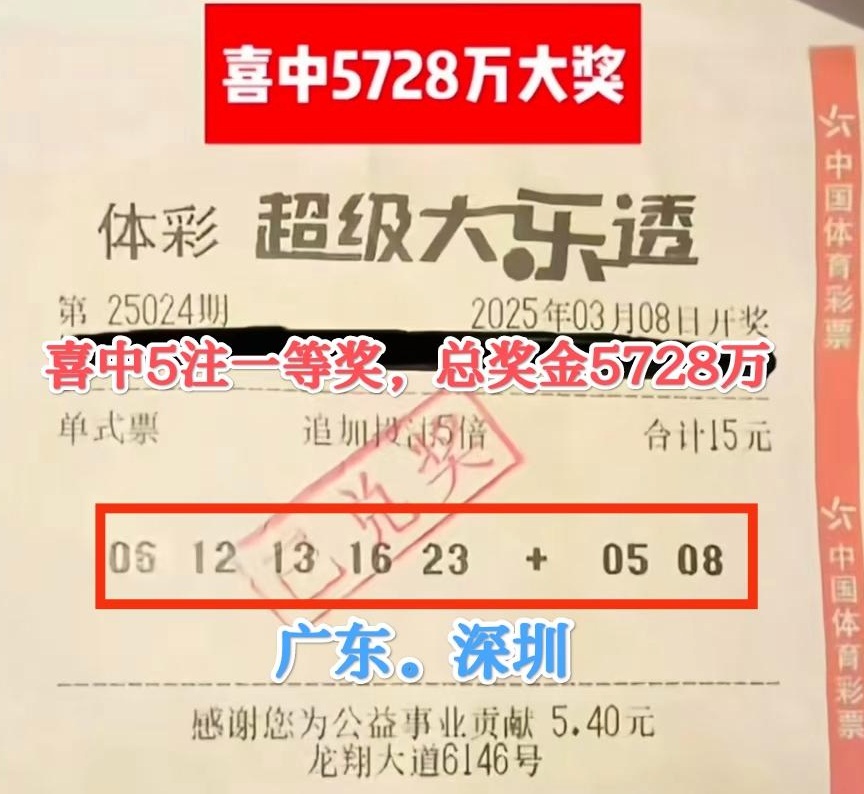 喜中5728万大奖
体彩 超级大乐透
第 25024期 2025年03月08日开奖
喜中5注一等奖，总奖金5728万
单式票 追加投注5倍 合计15元
已兑奖
06 12 13 16 23 + 05 08
广东。深圳
感谢您为公益事业贡献 5.40元
龙翔大道6146号
中国体育彩票
中国体育彩票